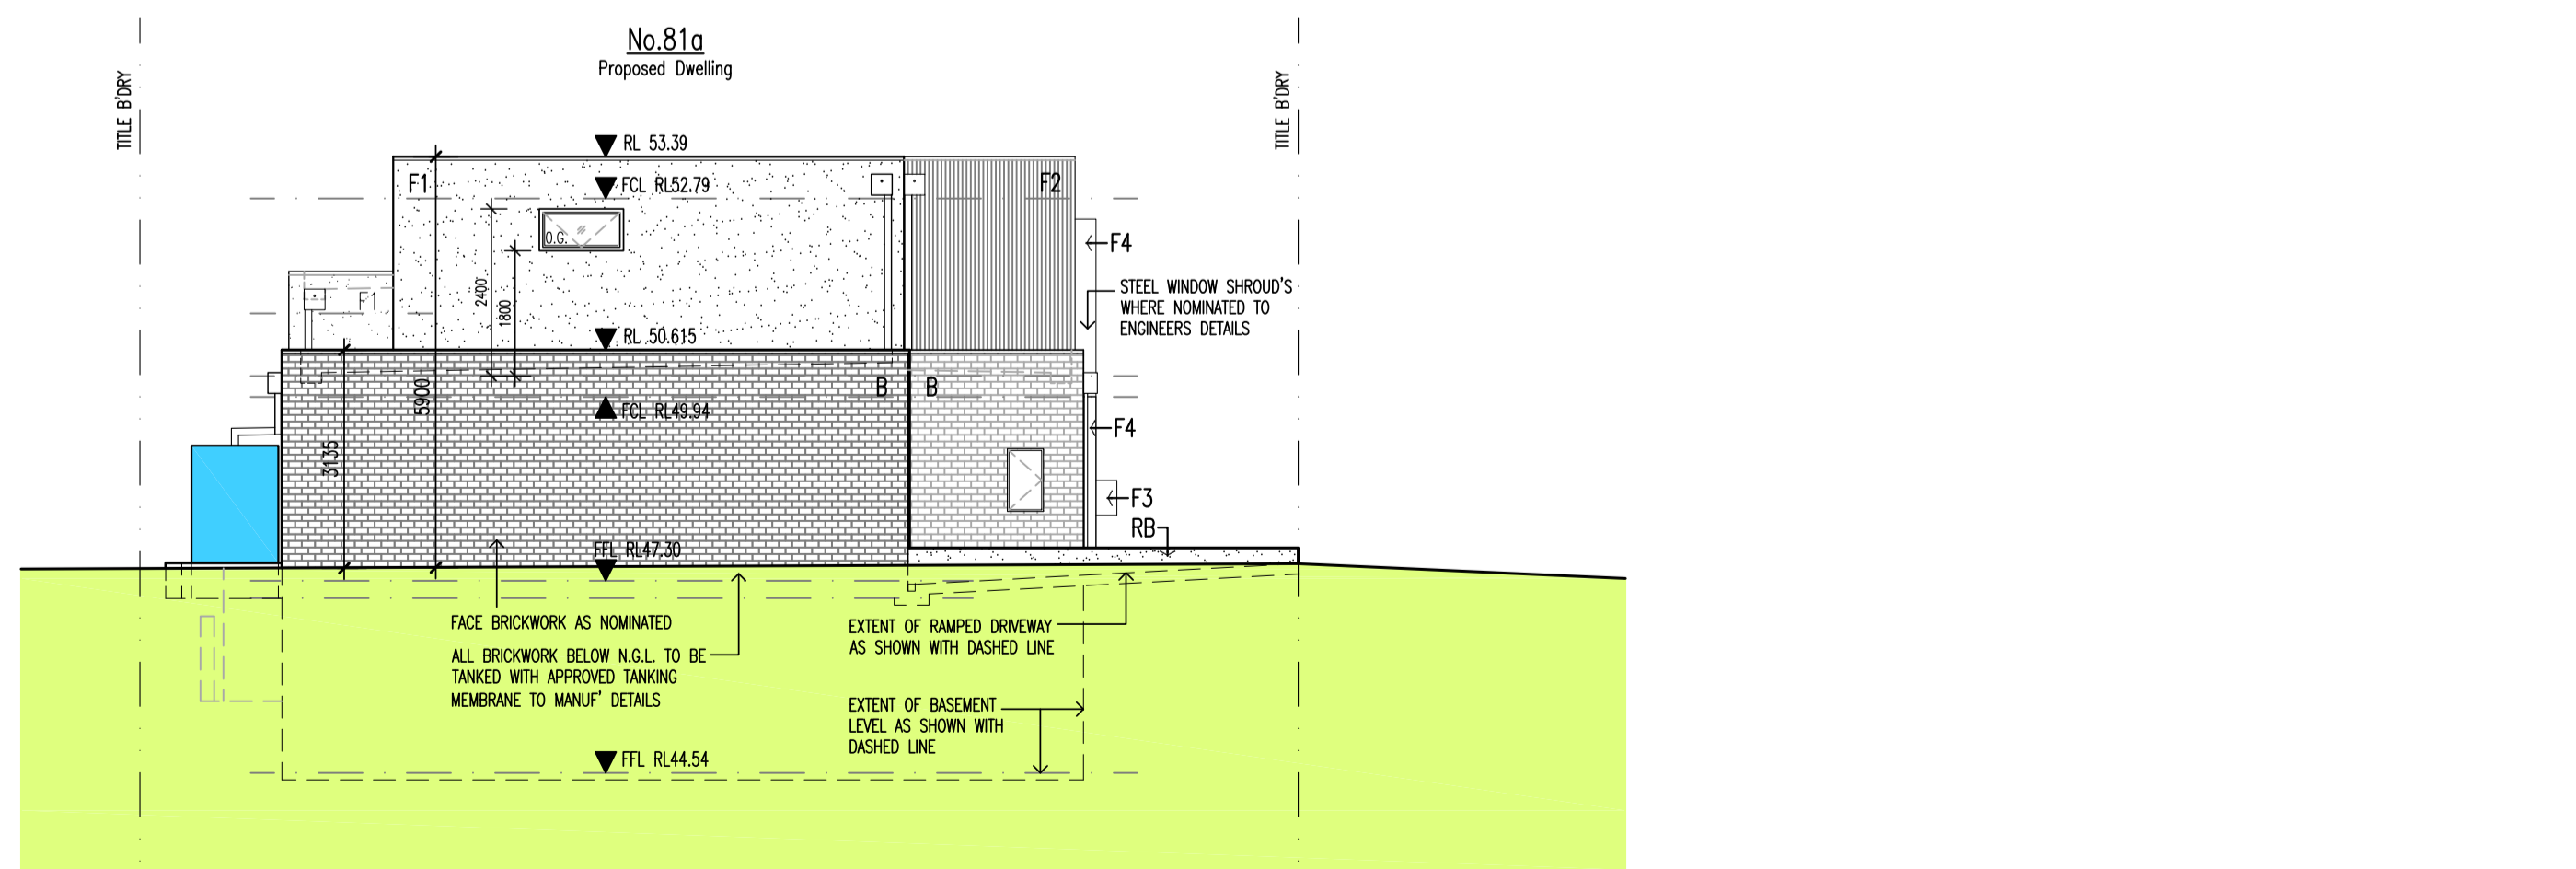 No.81a
Proposed Dwelling
TITLE B'DRY
TITLE B'DRY
RL 53.39
F1
FCL RL52.79
F2
O.G.
F4
2400
1800
STEEL WINDOW SHROUD'S
WHERE NOMINATED TO
ENGINEERS DETAILS
F1
RL 50.615
5900
B
B
FCL RL49.94
F4
3135
F3
RB
FFL RL47.30
FACE BRICKWORK AS NOMINATED
ALL BRICKWORK BELOW N.G.L. TO BE
TANKED WITH APPROVED TANKING
MEMBRANE TO MANUF' DETAILS
EXTENT OF RAMPED DRIVEWAY
AS SHOWN WITH DASHED LINE
EXTENT OF BASEMENT
LEVEL AS SHOWN WITH
DASHED LINE
FFL RL44.54